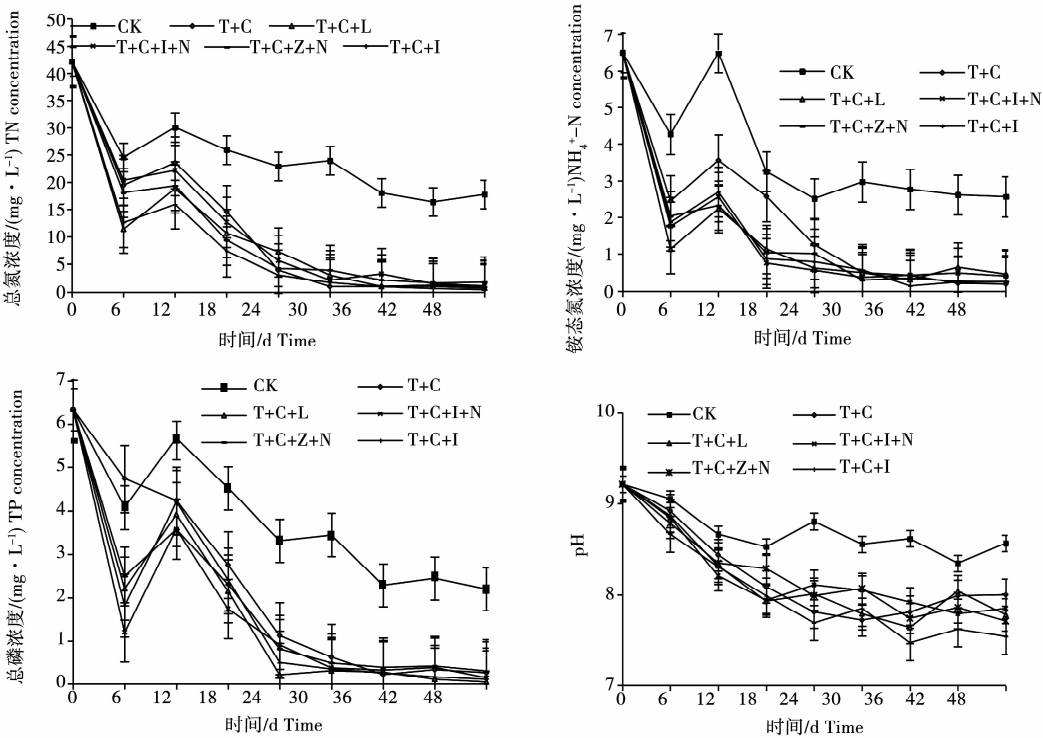 50
45
40
35
30
25
20
15
10
5
0
总氮浓度/(mg·L⁻¹) TN concentration
CK T+C T+C+L
T+C+I+N T+C+Z+N T+C+I
0 6 12 18 24 30 36 42 48
时间/d Time
7
6
5
4
3
2
1
0
铵态氮浓度/(mg·L⁻¹)NH₄⁺-N concentration
CK T+C
T+C+L T+C+I+N
T+C+Z+N T+C+I
0 6 12 18 24 30 36 42 48
时间/d Time
7
6
5
4
3
2
1
0
总磷浓度/(mg·L⁻¹) TP concentration
CK T+C
T+C+L T+C+I+N
T+C+Z+N T+C+I
0 6 12 18 24 30 36 42 48
时间/d Time
10
9
8
7
pH
CK T+C
T+C+L T+C+I+N
T+C+Z+N T+C+I
0 6 12 18 24 30 36 42 48
时间/d Time